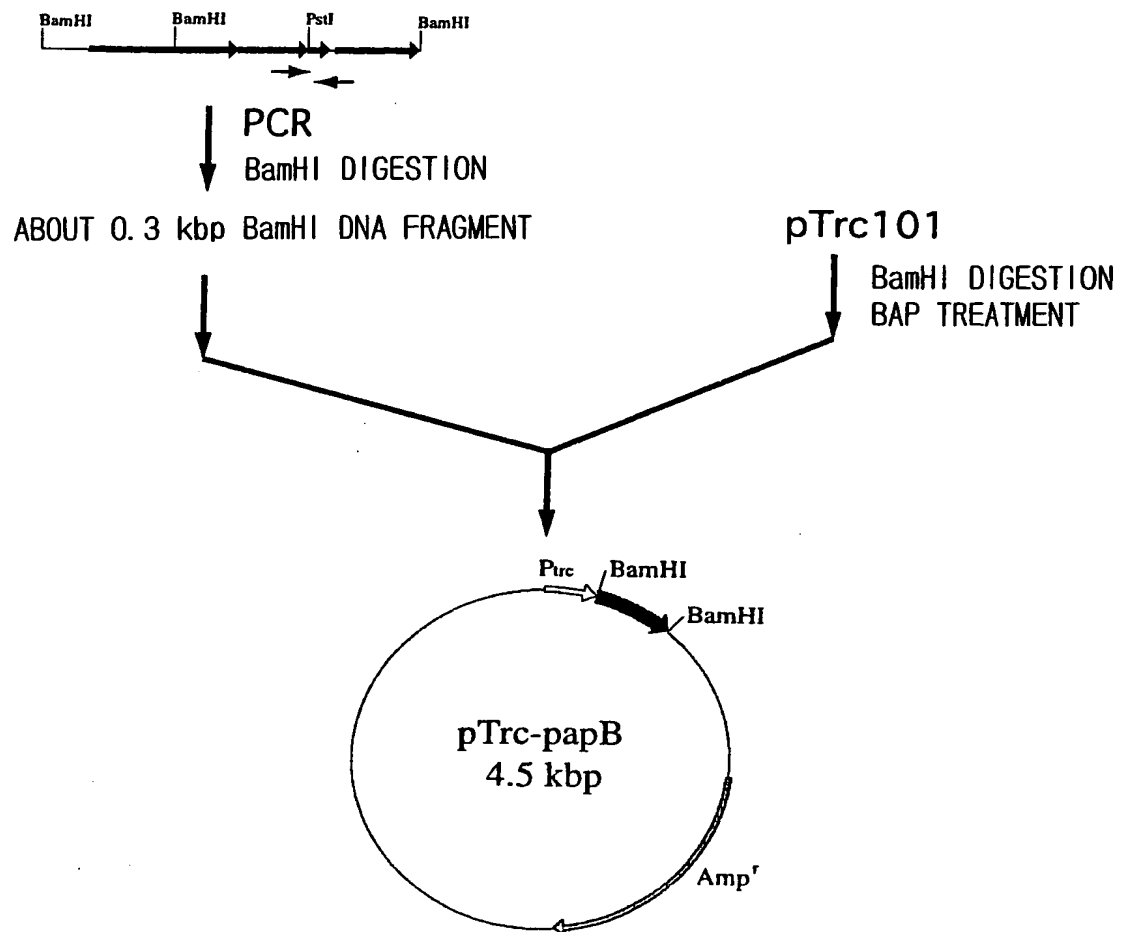 BamHI BamHI PstI BamHI
PCR
BamHI DIGESTION
ABOUT 0.3 kbp BamHI DNA FRAGMENT
pTrc101
BamHI DIGESTION
BAP TREATMENT
Ptrc BamHI
BamHI
pTrc-papB
4.5 kbp
Ampʳ